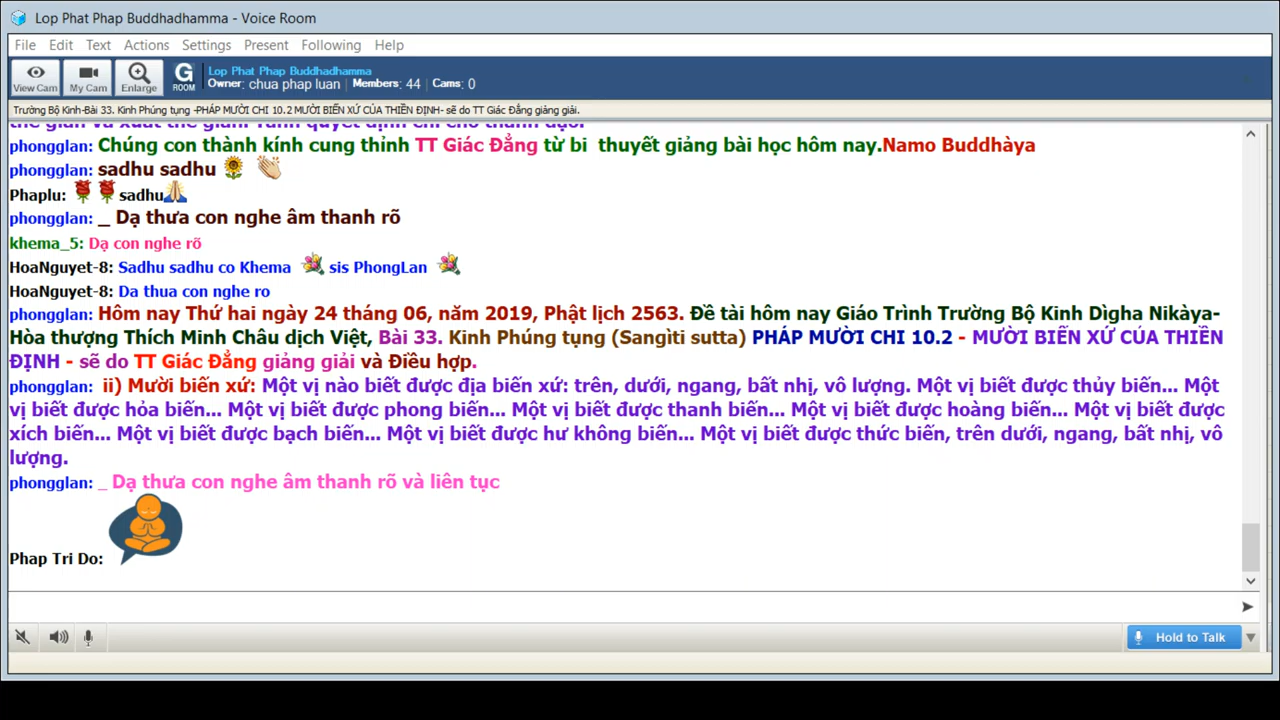 Lop Phat Phap Buddhadhamma - Voice Room
File Edit Text Actions Settings Present Following Help
View Cam My Cam Enlarge G ROOM Lop Phat Phap Buddhadhamma
Owner: chua phap luan | Members: 44 | Cams: 0
Trường Bộ Kinh-Bài 33. Kinh Phúng tụng -PHÁP MƯỜI CHI 10.2 MƯỜI BIẾN XỨ CỦA THIỀN ĐỊNH- sẽ do TT Giác Đẳng giảng giải.
phongglan: Chúng con thành kính cung thỉnh TT Giác Đẳng từ bi thuyết giảng bài học hôm nay.Namo Buddhàya
phongglan: sadhu sadhu
Phaplu: sadhu
phongglan: _ Dạ thưa con nghe âm thanh rõ
khema_5: Dạ con nghe rõ
HoaNguyet-8: Sadhu sadhu co Khema sis PhongLan
HoaNguyet-8: Da thua con nghe ro
phongglan: Hôm nay Thứ hai ngày 24 tháng 06, năm 2019, Phật lịch 2563. Đề tài hôm nay Giáo Trình Trường Bộ Kinh Dìgha Nikàya-
Hòa thượng Thích Minh Châu dịch Việt, Bài 33. Kinh Phúng tụng (Sangìti sutta) PHÁP MƯỜI CHI 10.2 - MƯỜI BIẾN XỨ CỦA THIỀN
ĐỊNH - sẽ do TT Giác Đẳng giảng giải và Điều hợp.
phongglan: ii) Mười biến xứ: Một vị nào biết được địa biến xứ: trên, dưới, ngang, bất nhị, vô lượng. Một vị biết được thủy biến... Một
vị biết được hỏa biến... Một vị biết được phong biến... Một vị biết được thanh biến... Một vị biết được hoàng biến... Một vị biết được
xích biến... Một vị biết được bạch biến... Một vị biết được hư không biến... Một vị biết được thức biến, trên dưới, ngang, bất nhị, vô
lượng.
phongglan: _ Dạ thưa con nghe âm thanh rõ và liên tục
Phap Tri Do:
Hold to Talk